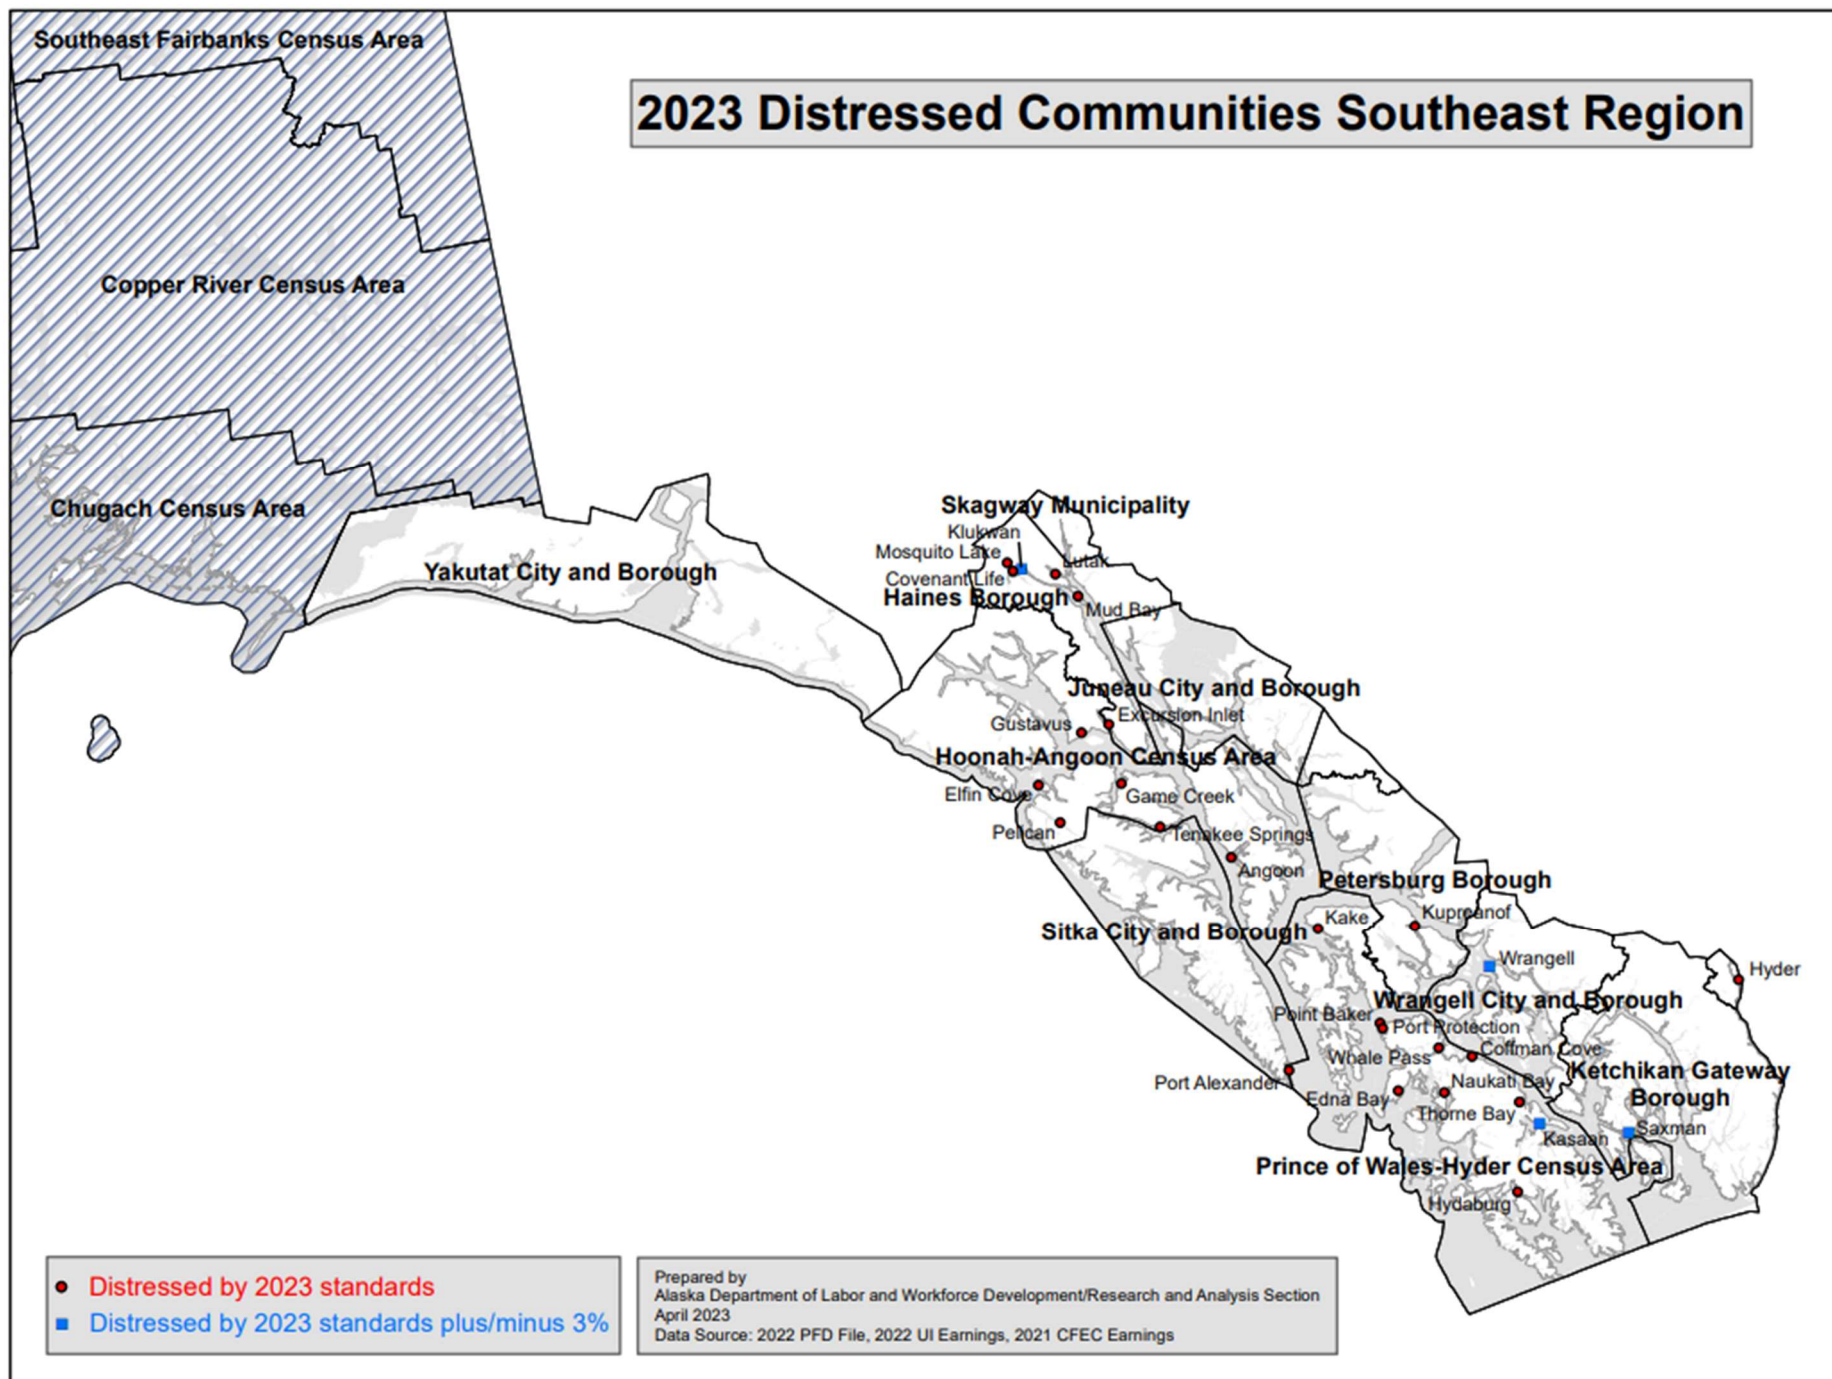 Southeast Fairbanks Census Area
2023 Distressed Communities Southeast Region
Copper River Census Area
Chugach Census Area
Yakutat City and Borough
Skagway Municipality
Klukwan
Mosquito Lake
Lutak
Covenant Life
Haines Borough
Mud Bay
Juneau City and Borough
Excursion Inlet
Gustavus
Hoonah-Angoon Census Area
Elfin Cove
Game Creek
Pelican
Tenakee Springs
Angoon
Petersburg Borough
Kake
Kupreanof
Sitka City and Borough
Wrangell
Hyder
Wrangell City and Borough
Point Baker
Port Protection
Whale Pass
Coffman Cove
Ketchikan Gateway
Borough
Port Alexander
Naukati Bay
Edna Bay
Thorne Bay
Kasaan
Saxman
Prince of Wales-Hyder Census Area
Hydaburg
Distressed by 2023 standards
Distressed by 2023 standards plus/minus 3%
Prepared by
Alaska Department of Labor and Workforce Development/Research and Analysis Section
April 2023
Data Source: 2022 PFD File, 2022 UI Earnings, 2021 CFEC Earnings